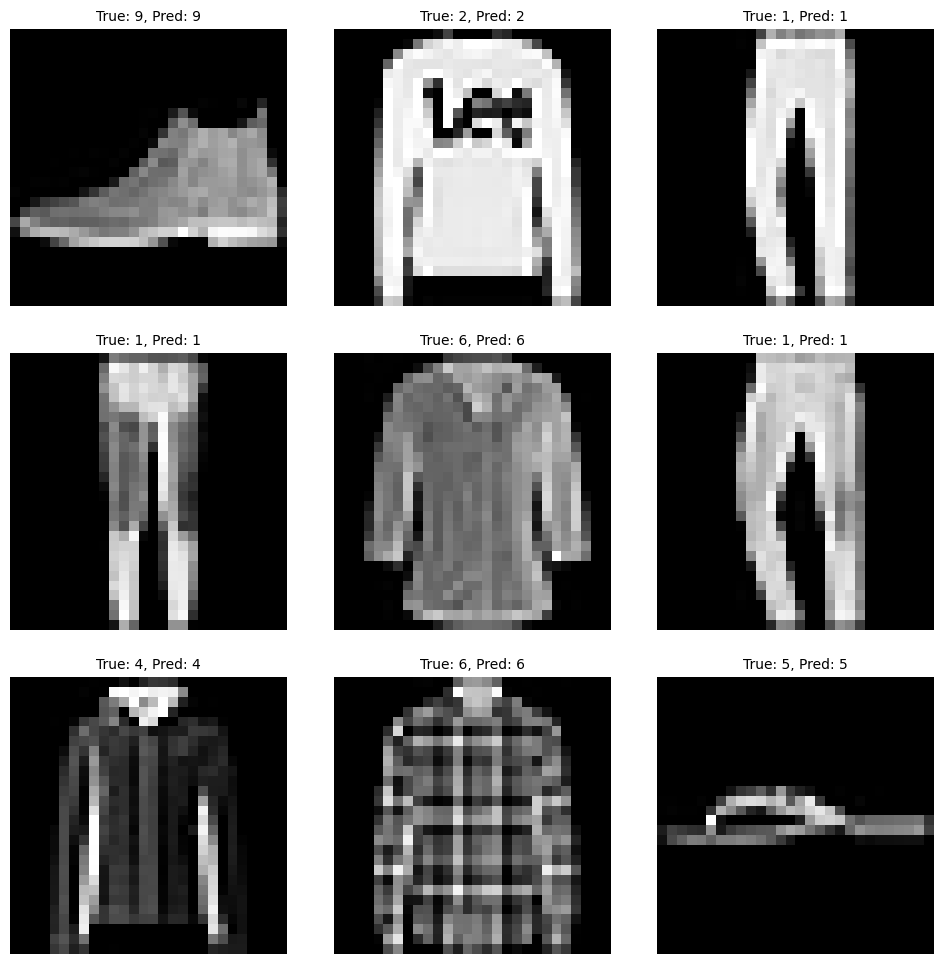 True: 9, Pred: 9
True: 2, Pred: 2
True: 1, Pred: 1
True: 1, Pred: 1
True: 6, Pred: 6
True: 1, Pred: 1
True: 4, Pred: 4
True: 6, Pred: 6
True: 5, Pred: 5